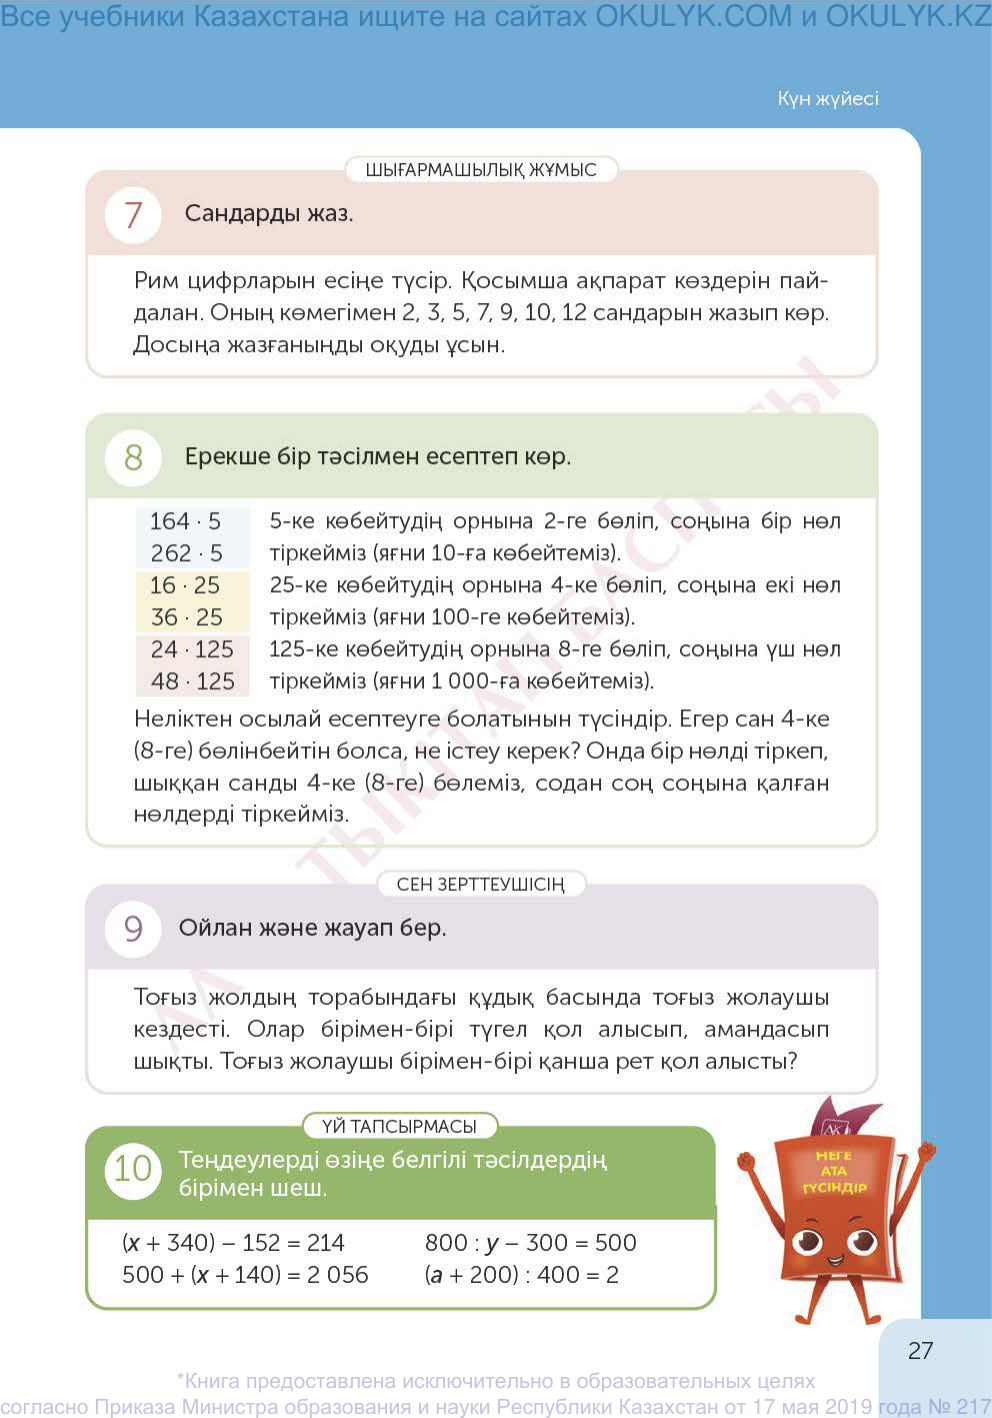 Все учебники Казахстана ищите на сайтах OKULYK.COM и OKULYK.KZ
Күн жүйесі
ШЫҒАРМАШЫЛЫҚ ЖҰМЫС
7 Сандарды жаз.
Рим цифрларын есіңе түсір. Қосымша ақпарат көздерін пай-
далан. Оның көмегімен 2, 3, 5, 7, 9, 10, 12 сандарын жазып көр.
Досыңа жазғаныңды оқуды ұсын.
8 Ерекше бір тәсілмен есептеп көр.
164 · 5 5-ке көбейтудің орнына 2-ге бөліп, соңына бір нөл
262 · 5 тіркейміз (яғни 10-ға көбейтеміз).
16 · 25 25-ке көбейтудің орнына 4-ке бөліп, соңына екі нөл
36 · 25 тіркейміз (яғни 100-ге көбейтеміз).
24 · 125 125-ке көбейтудің орнына 8-ге бөліп, соңына үш нөл
48 · 125 тіркейміз (яғни 1 000-ға көбейтеміз).
Неліктен осылай есептеуге болатынын түсіндір. Егер сан 4-ке
(8-ге) бөлінбейтін болса, не істеу керек? Онда бір нөлді тіркеп,
шыққан санды 4-ке (8-ге) бөлеміз, содан соң соңына қалған
нөлдерді тіркейміз.
СЕН ЗЕРТТЕУШІСІҢ
9 Ойлан және жауап бер.
Тоғыз жолдың торабындағы құдық басында тоғыз жолаушы
кездесті. Олар бірімен-бірі түгел қол алысып, амандасып
шықты. Тоғыз жолаушы бірімен-бірі қанша рет қол алысты?
ҮЙ ТАПСЫРМАСЫ
10 Теңдеулерді өзіңе белгілі тәсілдердің
бірімен шеш.
(x + 340) – 152 = 214 800 : y – 300 = 500
500 + (x + 140) = 2 056 (a + 200) : 400 = 2
АК
НЕГЕ
АТА
ТҮСІНДІР
27
*Книга предоставлена исключительно в образовательных целях
согласно Приказа Министра образования и науки Республики Казахстан от 17 мая 2019 года № 217